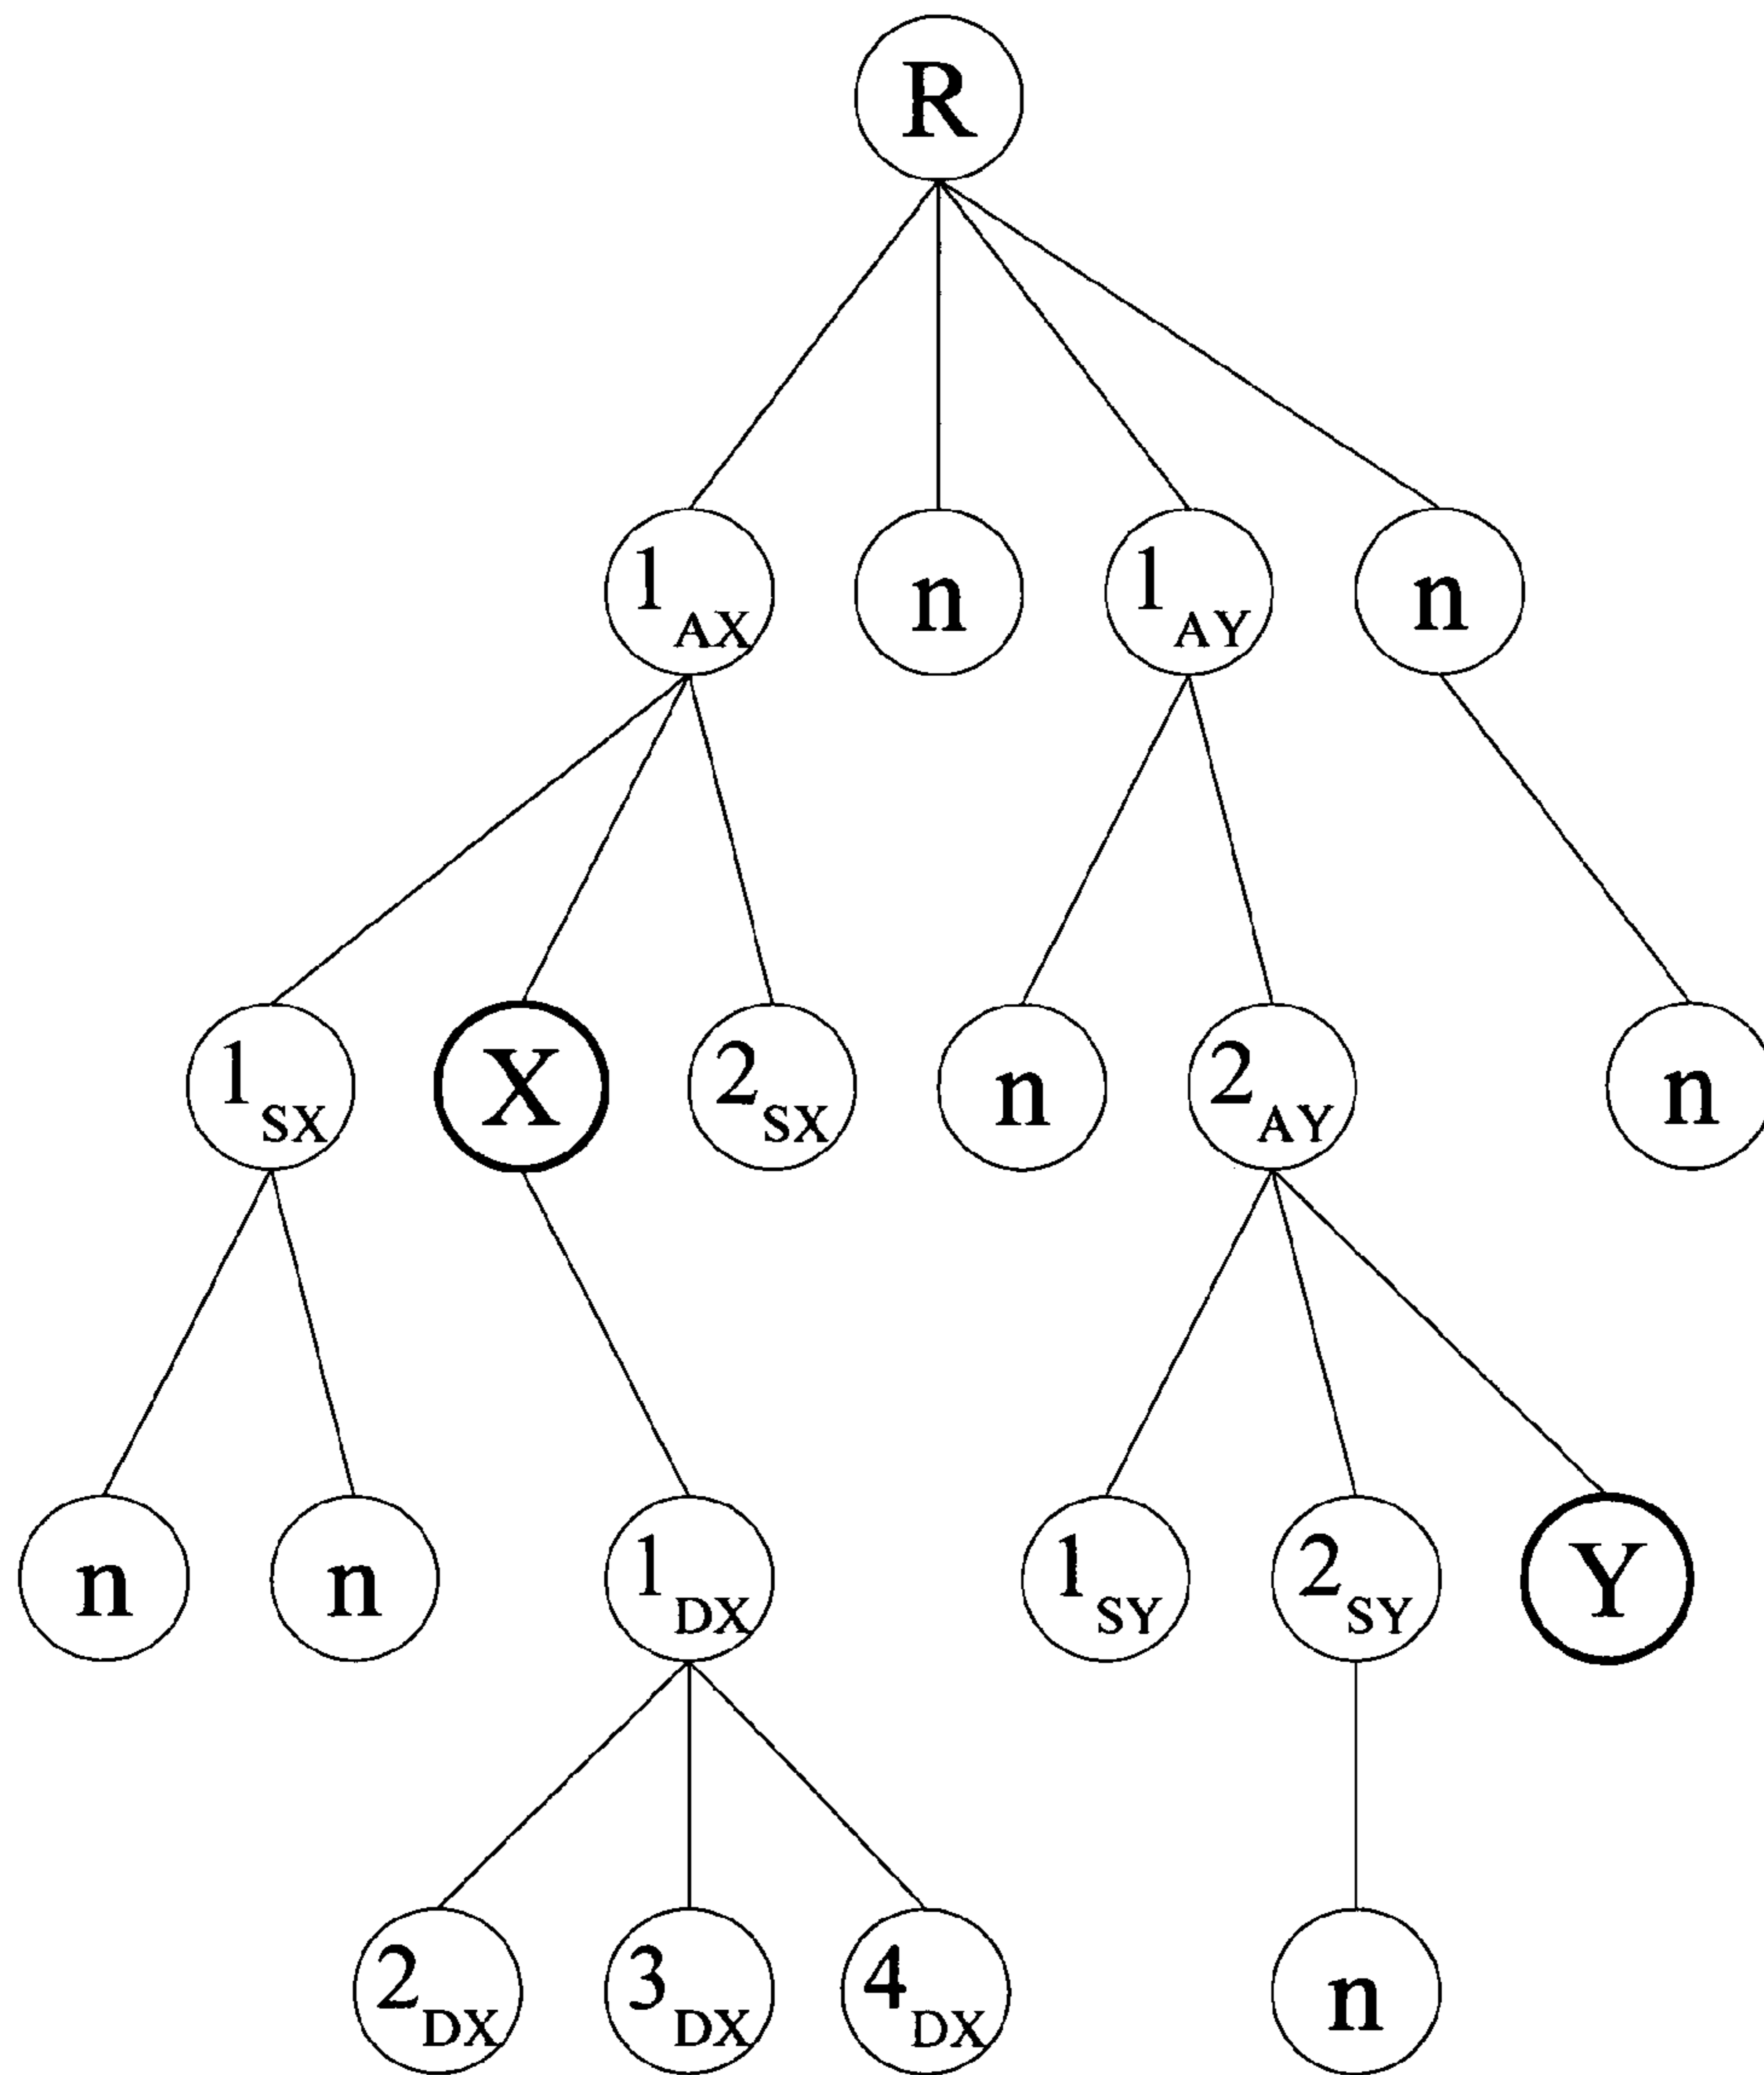 R
1AX n 1AY n
1SX X 2SX n 2AY n
n n 1DX 1SY 2SY Y
2DX 3DX 4DX n